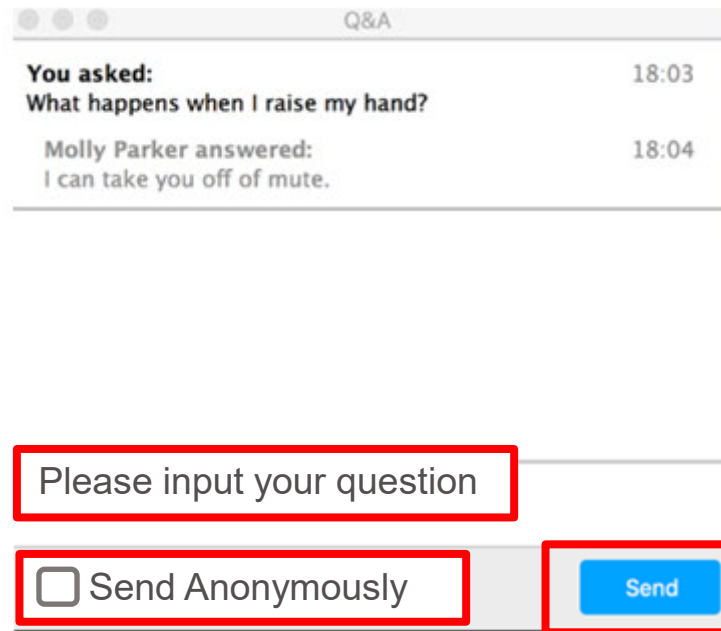 Q&A
You asked: 18:03
What happens when I raise my hand?
Molly Parker answered: 18:04
I can take you off of mute.
Please input your question
Send Anonymously
Send